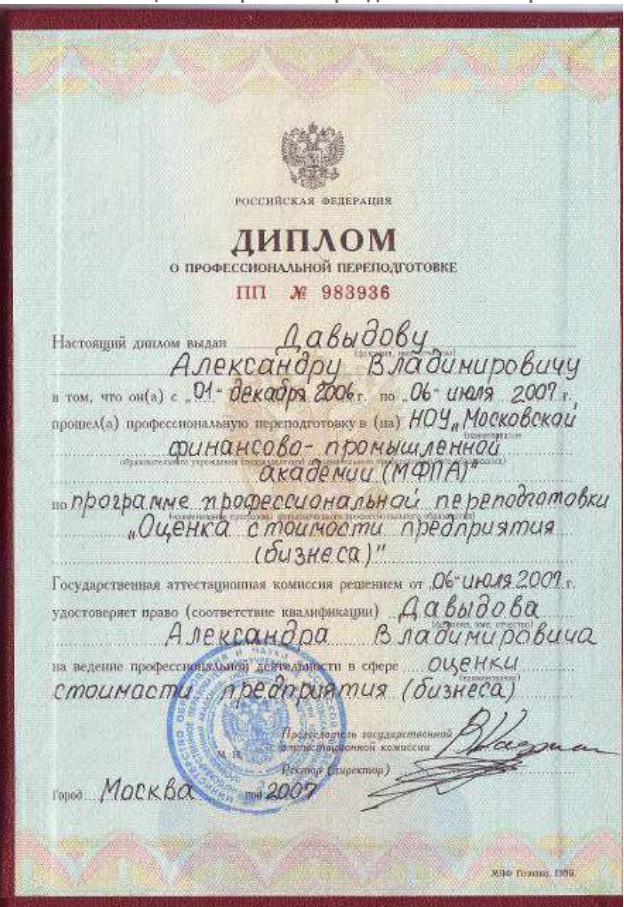 РОССИЙСКАЯ ФЕДЕРАЦИЯ
ДИПЛОМ
О ПРОФЕССИОНАЛЬНОЙ ПЕРЕПОДГОТОВКЕ
ПП № 983936
Настоящий диплом выдан Давыдову
Александру Владимировичу
в том, что он(а) с „01" декабря 2006 г. по „06" июля 2007 г.
прошел(а) профессиональную переподготовку в (на) НОУ „Московской
финансово-промышленной
академии (МФПА)"
по программе профессиональной переподготовки
„Оценка стоимости предприятия
(бизнеса)"
Государственная аттестационная комиссия решением от „06" июля 2007 г.
удостоверяет право (соответствие квалификации) Давыдова
(фамилия, имя, отчество)
Александра Владимировича
на ведение профессиональной деятельности в сфере оценки
стоимости предприятия (бизнеса)
Председатель государственной
аттестационной комиссии
М. П.
Ректор (директор)
Город Москва год 2007